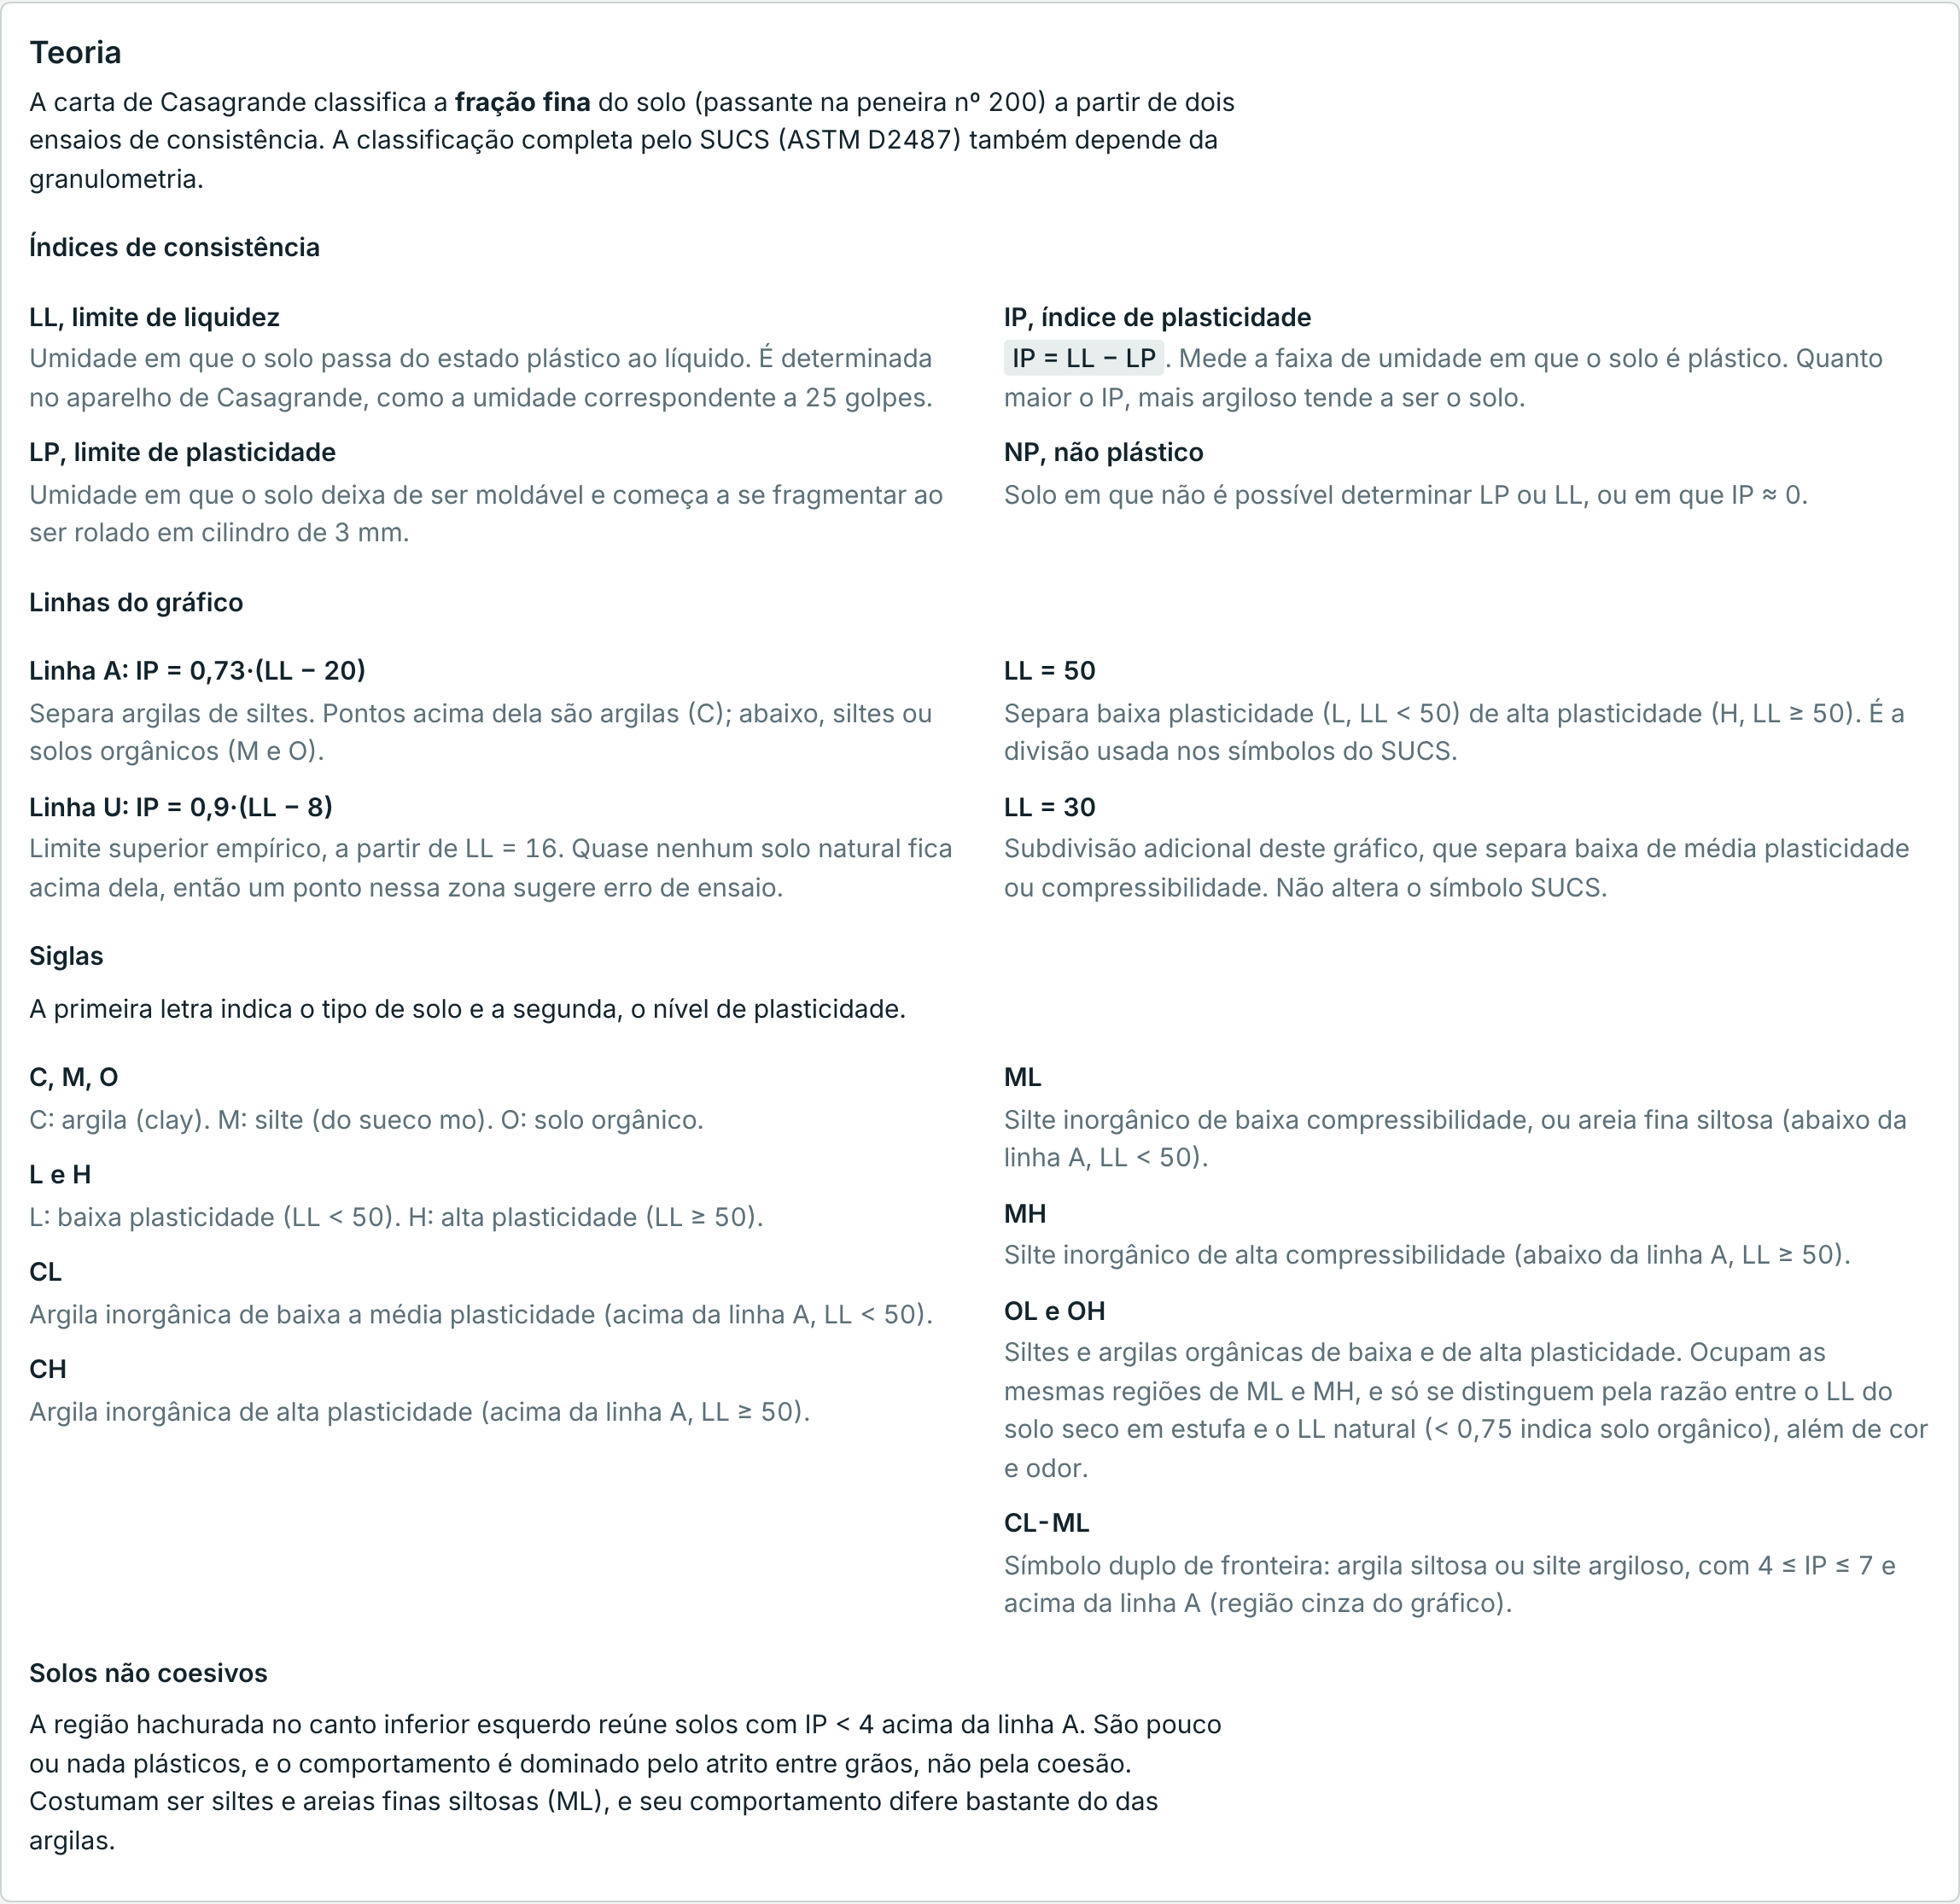 Teoria
A carta de Casagrande classifica a fração fina do solo (passante na peneira nº 200) a partir de dois
ensaios de consistência. A classificação completa pelo SUCS (ASTM D2487) também depende da
granulometria.
Índices de consistência
LL, limite de liquidez
Umidade em que o solo passa do estado plástico ao líquido. É determinada
no aparelho de Casagrande, como a umidade correspondente a 25 golpes.
LP, limite de plasticidade
Umidade em que o solo deixa de ser moldável e começa a se fragmentar ao
ser rolado em cilindro de 3 mm.
IP, índice de plasticidade
IP = LL − LP. Mede a faixa de umidade em que o solo é plástico. Quanto
maior o IP, mais argiloso tende a ser o solo.
NP, não plástico
Solo em que não é possível determinar LP ou LL, ou em que IP ≈ 0.
Linhas do gráfico
Linha A: IP = 0,73·(LL − 20)
Separa argilas de siltes. Pontos acima dela são argilas (C); abaixo, siltes ou
solos orgânicos (M e O).
Linha U: IP = 0,9·(LL − 8)
Limite superior empírico, a partir de LL = 16. Quase nenhum solo natural fica
acima dela, então um ponto nessa zona sugere erro de ensaio.
LL = 50
Separa baixa plasticidade (L, LL < 50) de alta plasticidade (H, LL ≥ 50). É a
divisão usada nos símbolos do SUCS.
LL = 30
Subdivisão adicional deste gráfico, que separa baixa de média plasticidade
ou compressibilidade. Não altera o símbolo SUCS.
Siglas
A primeira letra indica o tipo de solo e a segunda, o nível de plasticidade.
C, M, O
C: argila (clay). M: silte (do sueco mo). O: solo orgânico.
L e H
L: baixa plasticidade (LL < 50). H: alta plasticidade (LL ≥ 50).
CL
Argila inorgânica de baixa a média plasticidade (acima da linha A, LL < 50).
CH
Argila inorgânica de alta plasticidade (acima da linha A, LL ≥ 50).
ML
Silte inorgânico de baixa compressibilidade, ou areia fina siltosa (abaixo da
linha A, LL < 50).
MH
Silte inorgânico de alta compressibilidade (abaixo da linha A, LL ≥ 50).
OL e OH
Siltes e argilas orgânicas de baixa e de alta plasticidade. Ocupam as
mesmas regiões de ML e MH, e só se distinguem pela razão entre o LL do
solo seco em estufa e o LL natural (< 0,75 indica solo orgânico), além de cor
e odor.
CL-ML
Símbolo duplo de fronteira: argila siltosa ou silte argiloso, com 4 ≤ IP ≤ 7 e
acima da linha A (região cinza do gráfico).
Solos não coesivos
A região hachurada no canto inferior esquerdo reúne solos com IP < 4 acima da linha A. São pouco
ou nada plásticos, e o comportamento é dominado pelo atrito entre grãos, não pela coesão.
Costumam ser siltes e areias finas siltosas (ML), e seu comportamento difere bastante do das
argilas.